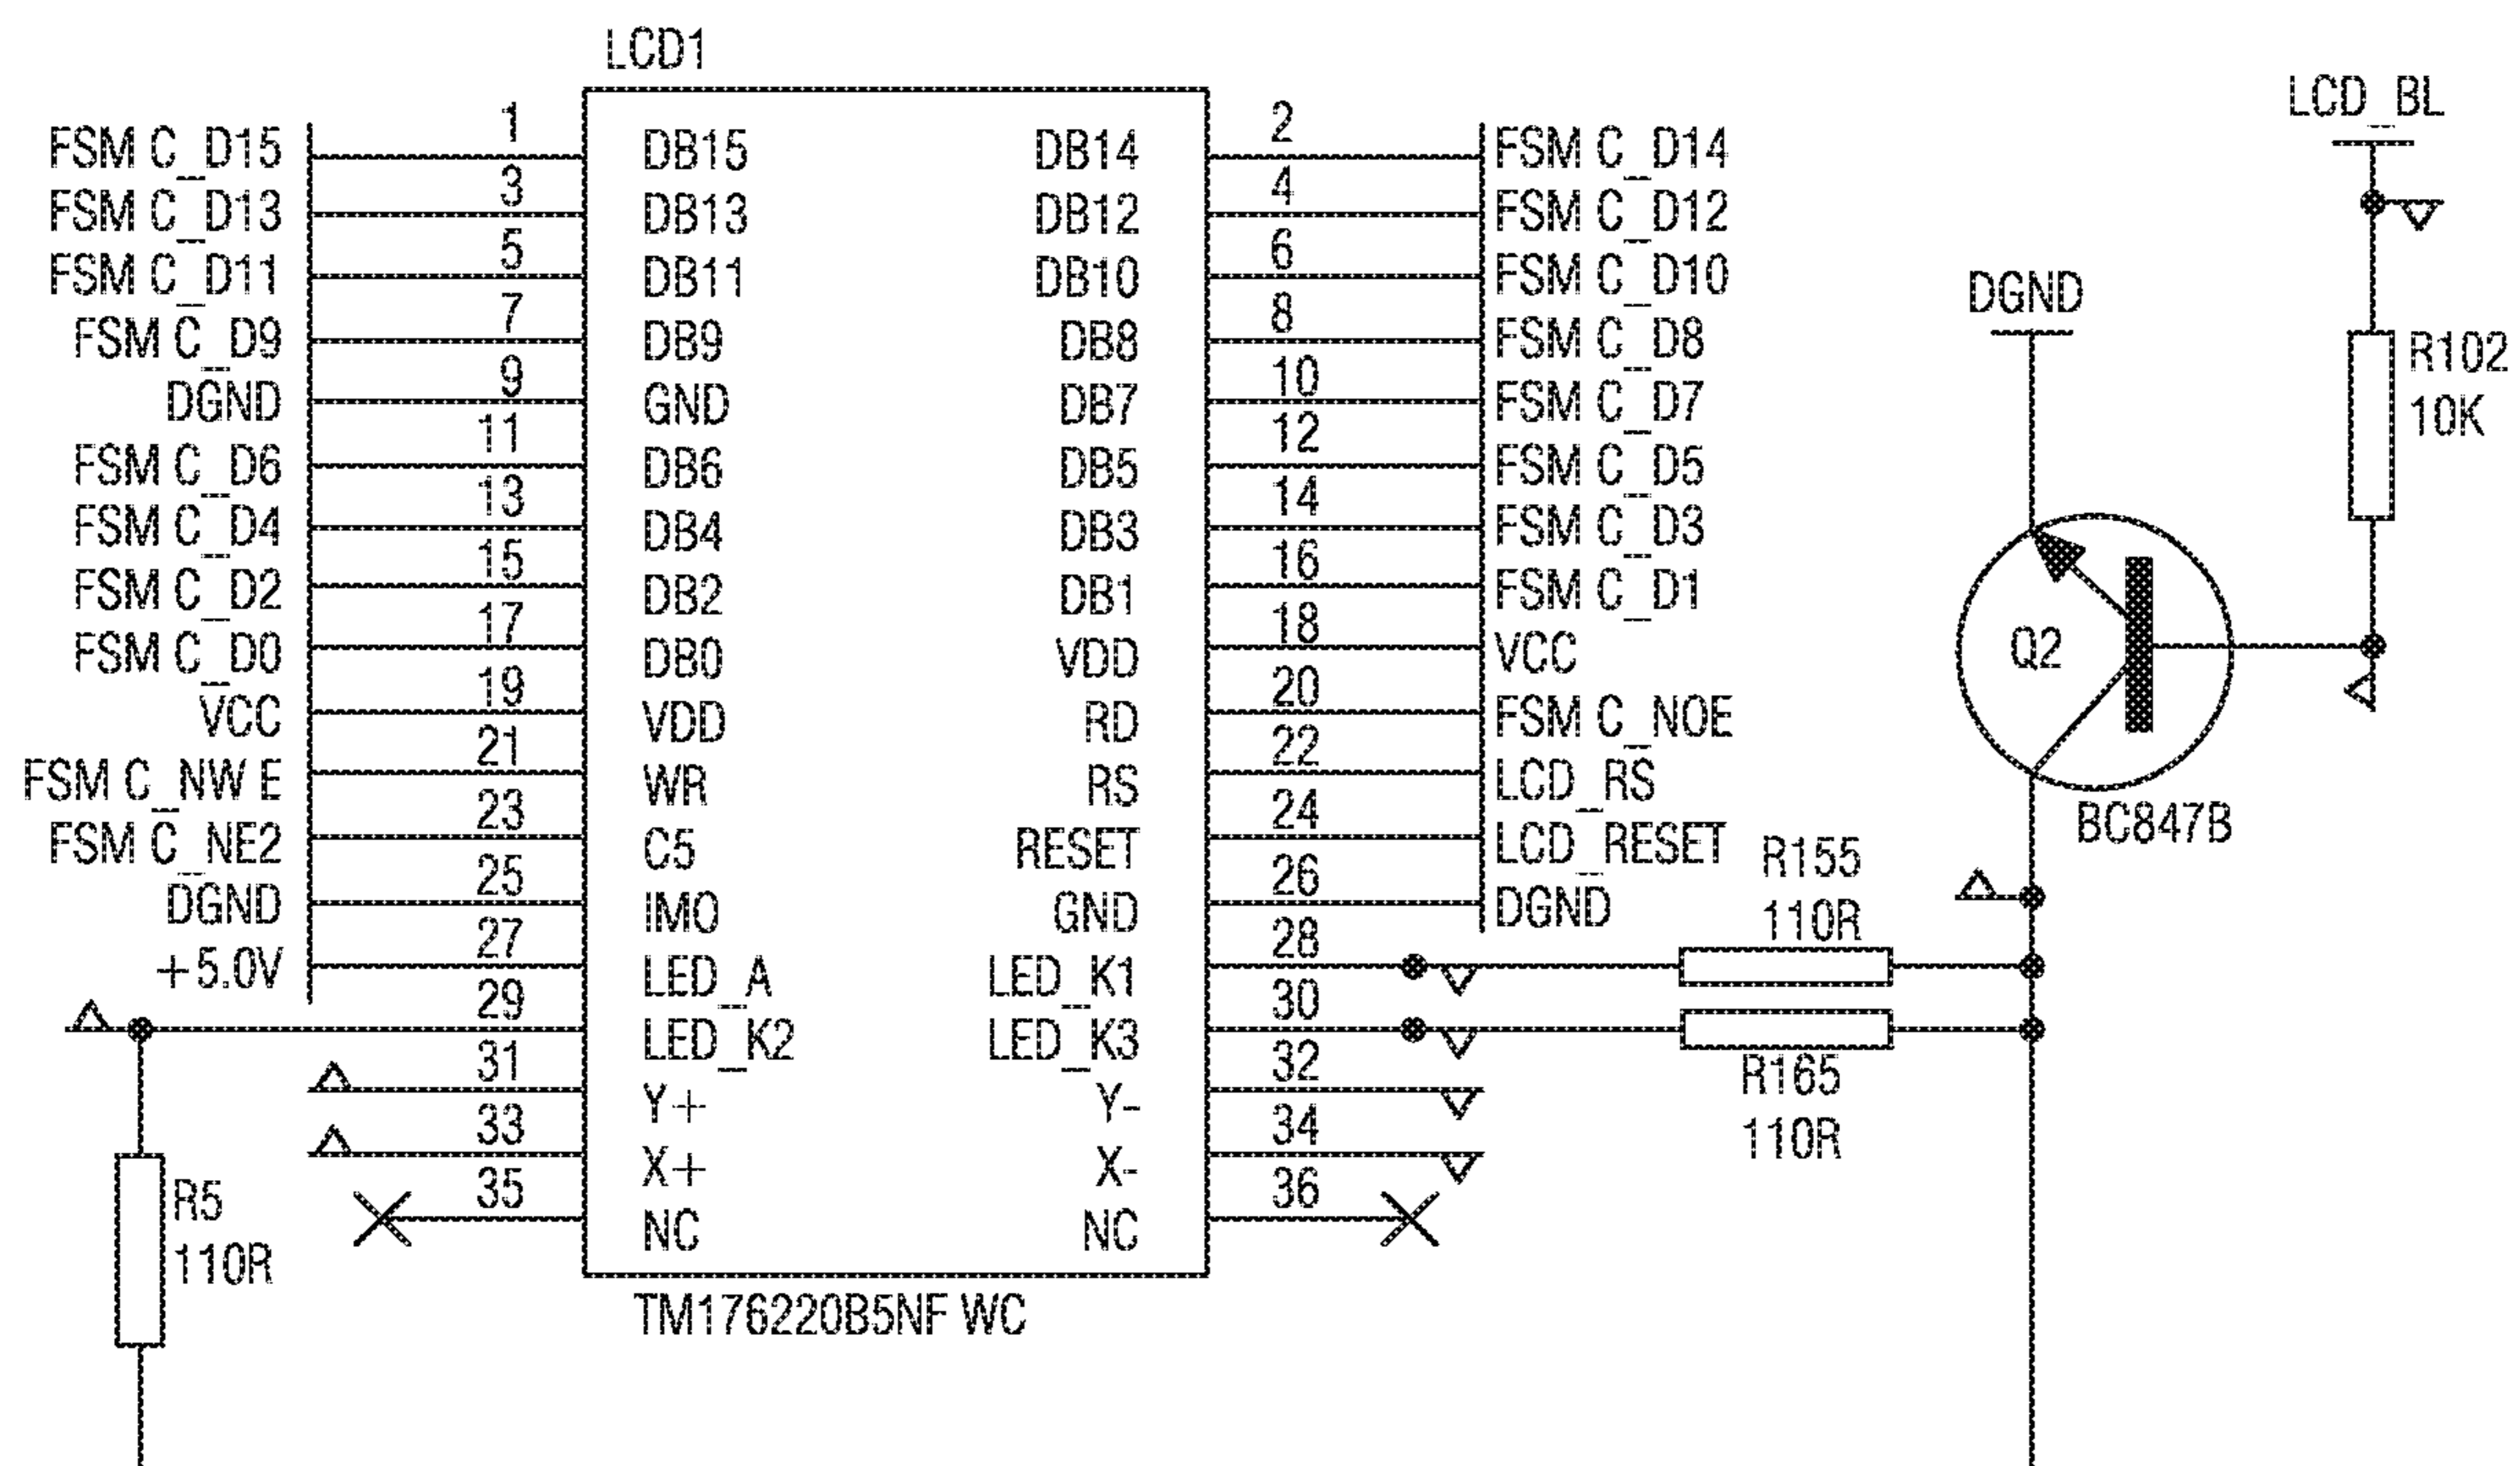 LCD1
LCD_BL
1 2
FSM C_D15 DB15 DB14 FSM C_D14
3 4
FSM C_D13 DB13 DB12 FSM C_D12
5 6
FSM C_D11 DB11 DB10 FSM C_D10
DGND
7 8
FSM C_D9 DB9 DB8 FSM C_D8
R102
9 10
DGND GND DB7 FSM C_D7
10K
11 12
FSM C_D6 DB6 DB5 FSM C_D5
13 14
FSM C_D4 DB4 DB3 FSM C_D3
15 16
FSM C_D2 DB2 DB1 FSM C_D1
17 18
FSM C_D0 DB0 VDD VCC
Q2
19 20
VCC VDD RD FSM C_NOE
21 22
FSM C_NW E WR RS LCD_RS
23 24
BC847B
FSM C_NE2 C5 RESET LCD_RESET
R155
25 26
DGND IMO GND DGND
110R
27 28
+5.0V LED_A LED_K1
29 30
LED_K2 LED_K3
31 32
R165
Y+ Y-
33 34
110R
X+ X-
35 36
R5
NC NC
110R
TM176220B5NF WC